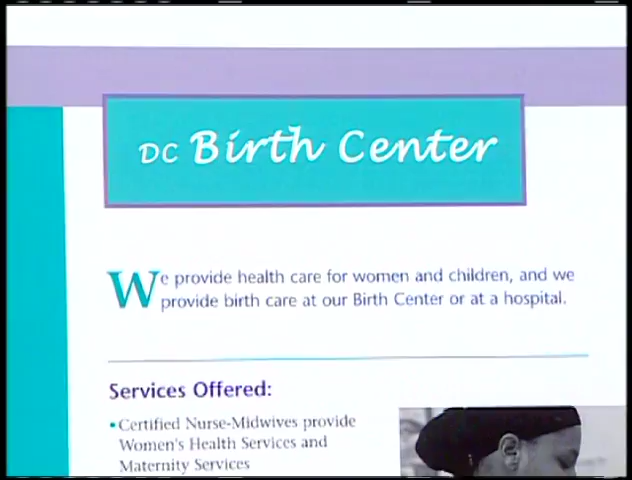 DC Birth Center
We provide health care for women and children, and we
provide birth care at our Birth Center or at a hospital.
Services Offered:
• Certified Nurse-Midwives provide
Women's Health Services and
Maternity Services